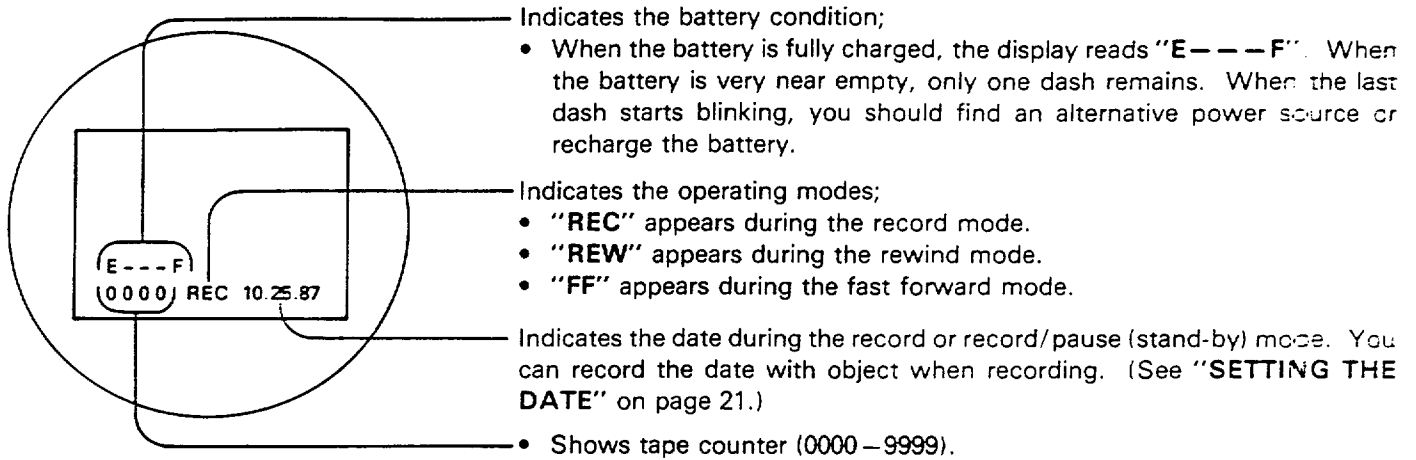 Indicates the battery condition;
• When the battery is fully charged, the display reads "E– – –F". When
the battery is very near empty, only one dash remains. When the last
dash starts blinking, you should find an alternative power source or
recharge the battery.
Indicates the operating modes;
• "REC" appears during the record mode.
• "REW" appears during the rewind mode.
• "FF" appears during the fast forward mode.
E - - - F
0000 REC 10.25.87
Indicates the date during the record or record/pause (stand-by) mode. You
can record the date with object when recording. (See "SETTING THE
DATE" on page 21.)
• Shows tape counter (0000–9999).